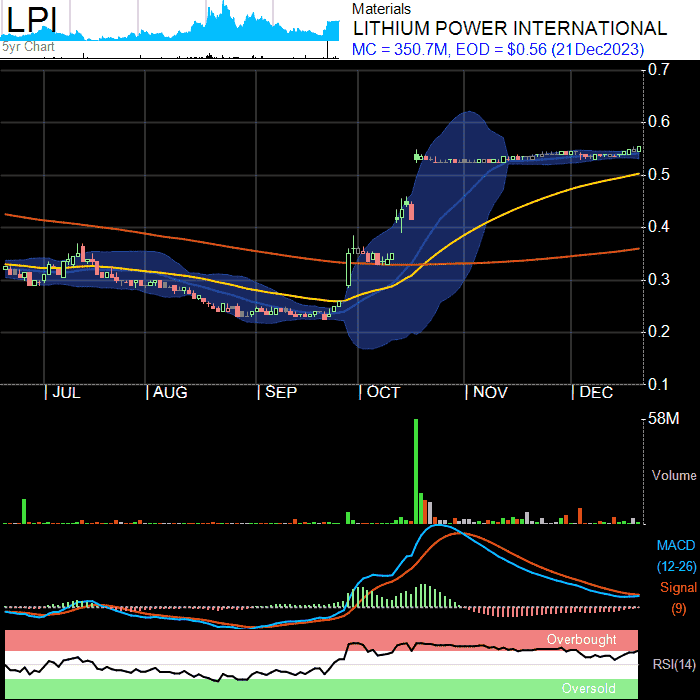 LPI
5yr Chart
Materials
LITHIUM POWER INTERNATIONAL
MC = 350.7M, EOD = $0.56 (21Dec2023)
0.7
0.6
0.5
0.4
0.3
0.2
0.1
| JUL | AUG | SEP | OCT | NOV | DEC
58M
Volume
MACD
(12-26)
Signal
(9)
Overbought
RSI(14)
Oversold